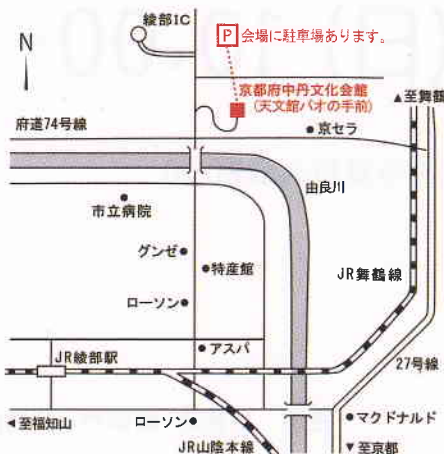 綾部IC
N
P 会場に駐車場あります。
京都府中丹文化会館
(天文館パオの手前)
▲至舞鶴
府道74号線
京セラ
由良川
市立病院
グンゼ
特産館
JR舞鶴線
ローソン
アスパ
JR綾部駅
27号線
◀至福知山
ローソン
マクドナルド
JR山陰本線
▼至京都